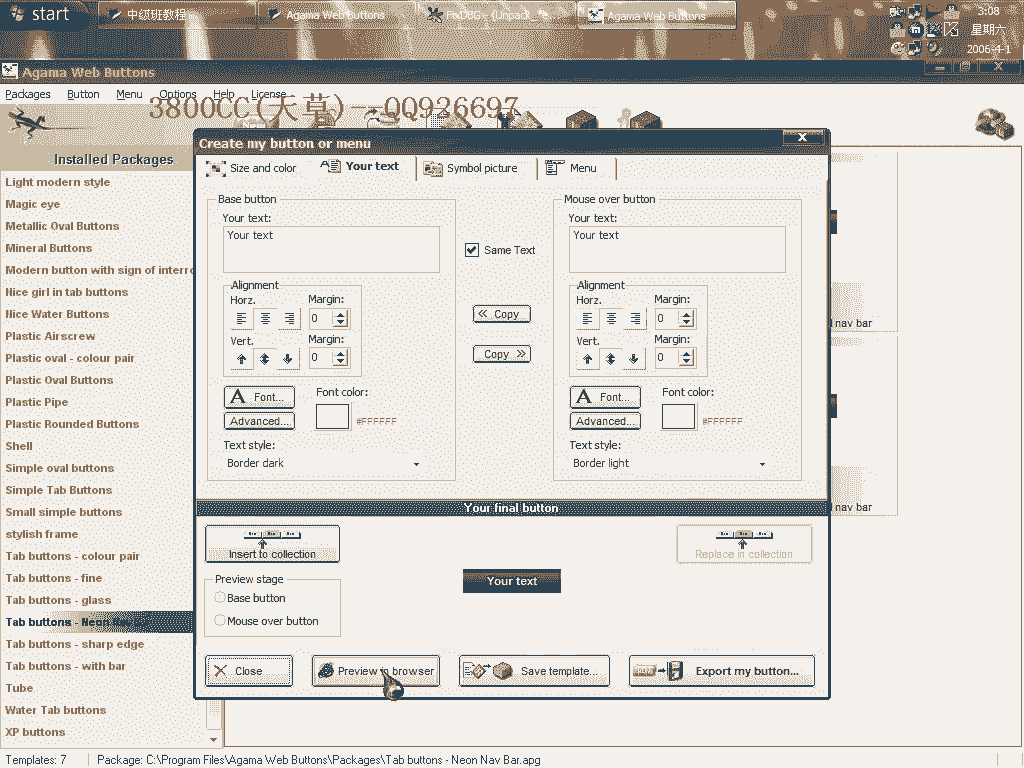 start
中级班教程
Agama Web Buttons
Agama Web Buttons
3:08
星期六
2006-4-1
Agama Web Buttons
Packages Button Menu Options Help License
3800CC(天草)--QQ926697
Installed Packages
Light modern style
Magic eye
Metallic Oval Buttons
Mineral Buttons
Modern button with sign of interro
Nice girl in tab buttons
Nice Water Buttons
Plastic Airscrew
Plastic oval - colour pair
Plastic Oval Buttons
Plastic Pipe
Plastic Rounded Buttons
Shell
Simple oval buttons
Simple Tab Buttons
Small simple buttons
stylish frame
Tab buttons - colour pair
Tab buttons - fine
Tab buttons - glass
Tab buttons - Neon Nav Bar
Tab buttons - sharp edge
Tab buttons - with bar
Tube
Water Tab buttons
XP buttons
Create my button or menu
Size and color
Your text
Symbol picture
Menu
Base button
Your text:
Your text
Alignment
Horz.
Margin:
0
Vert.
Margin:
0
Font...
Font color:
Advanced...
#FFFFFF
Text style:
Border dark
Same Text
<< Copy
Copy >>
Mouse over button
Your text:
Your text
Alignment
Horz.
Margin:
0
Vert.
Margin:
0
Font...
Font color:
Advanced...
#FFFFFF
Text style:
Border light
nav bar
nav bar
Your final button
Insert to collection
Replace in collection
Preview stage
Base button
Mouse over button
Your text
Close
Preview in browser
Save template...
Export my button...
Templates: 7
Package: C:\Program Files\Agama Web Buttons\Packages\Tab buttons - Neon Nav Bar.apg